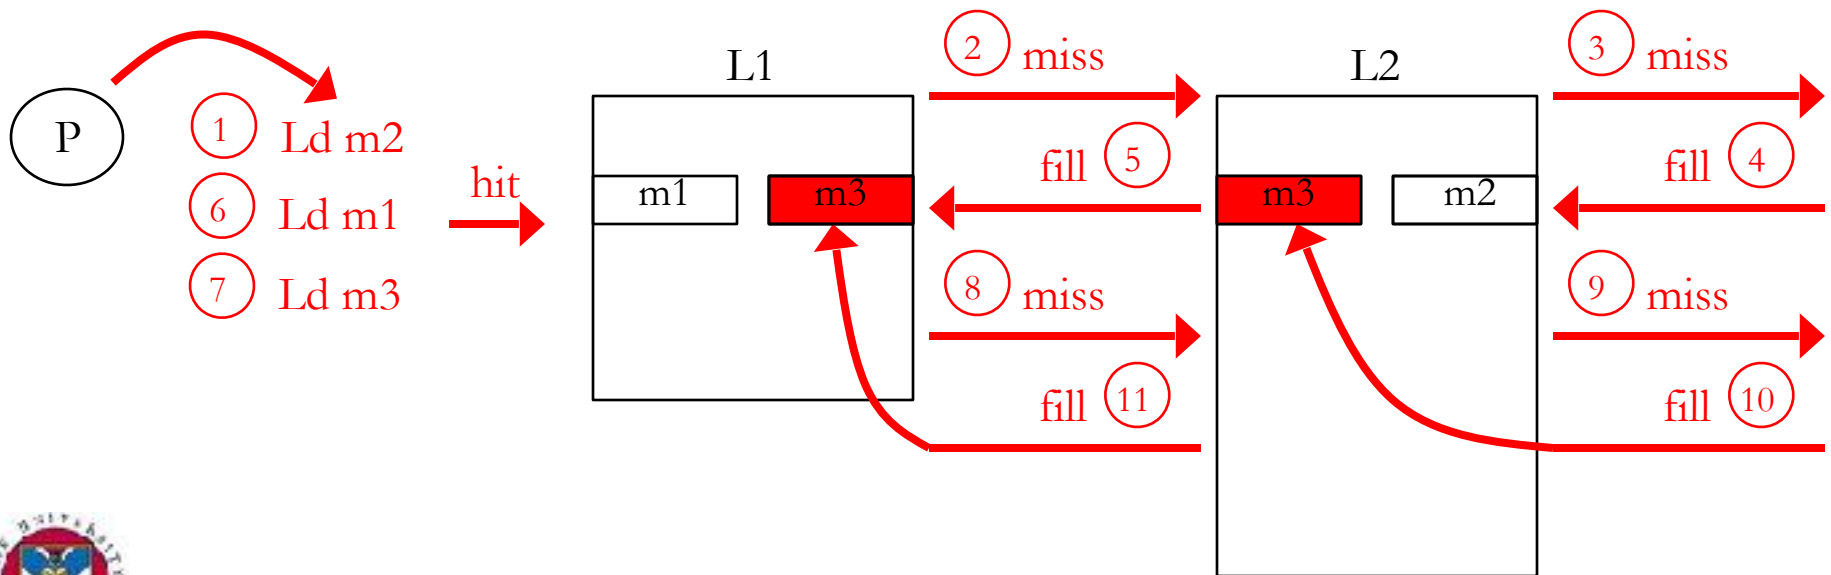 P
1 Ld m2
6 Ld m1
7 Ld m3
hit
L1
m1 m3
2 miss
fill 5
8 miss
fill 11
L2
m3 m2
3 miss
fill 4
9 miss
fill 10